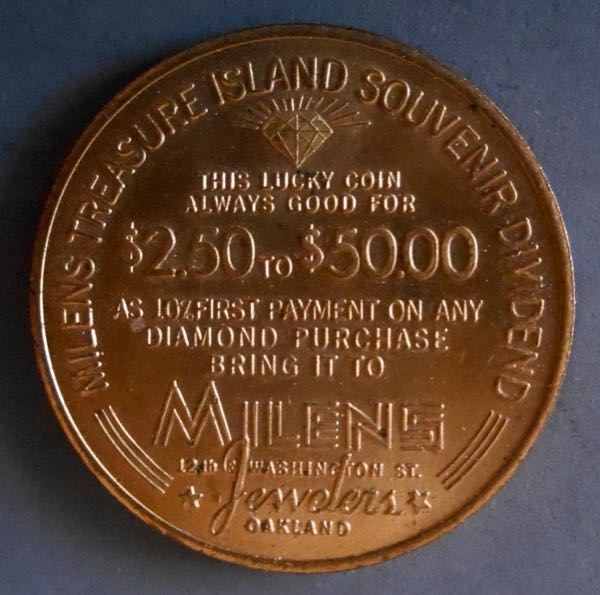 MILENS TREASURE ISLAND SOUVENIR DIVIDEND
THIS LUCKY COIN
ALWAYS GOOD FOR
$2.50 TO $50.00
AS 10% FIRST PAYMENT ON ANY
DIAMOND PURCHASE
BRING IT TO
MILENS
WASHINGTON ST.
Jewelers
OAKLAND